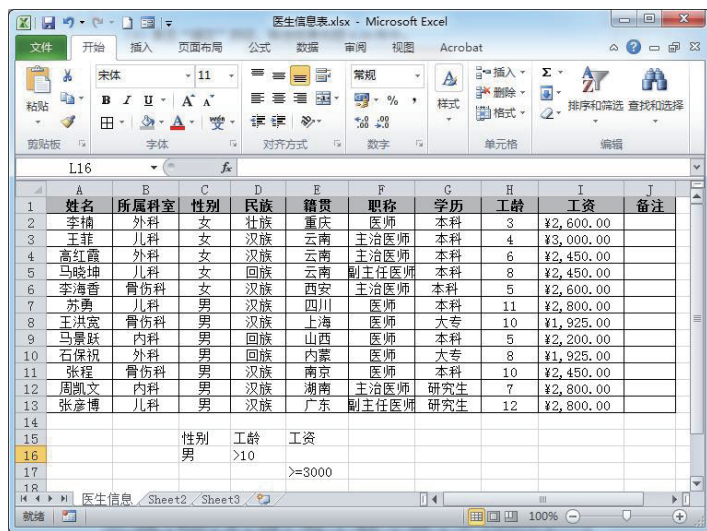 医生信息表.xlsx - Microsoft Excel
文件 开始 插入 页面布局 公式 数据 审阅 视图 Acrobat
宋体 11 常规 插入 Σ
粘贴 B I U A A % , 样式 删除 排序和筛选 查找和选择
A wén 变 .00 .00 格式
剪贴板 字体 对齐方式 数字 单元格 编辑
L16 fx
A B C D E F G H I J
1 姓名 所属科室 性别 民族 籍贯 职称 学历 工龄 工资 备注
2 李楠 外科 女 壮族 重庆 医师 本科 3 ¥2,600.00
3 王菲 儿科 女 汉族 云南 主治医师 本科 4 ¥3,000.00
4 高红霞 外科 女 汉族 云南 主治医师 本科 6 ¥2,450.00
5 马晓坤 儿科 女 回族 云南 副主任医师 本科 8 ¥2,450.00
6 李海香 骨伤科 女 汉族 西安 主治医师 本科 5 ¥2,600.00
7 苏勇 儿科 男 汉族 四川 医师 本科 11 ¥2,800.00
8 王洪宽 骨伤科 男 汉族 上海 医师 大专 10 ¥1,925.00
9 马景跃 内科 男 回族 山西 医师 本科 5 ¥2,200.00
10 石保祝 外科 男 回族 内蒙 医师 大专 8 ¥1,925.00
11 张程 骨伤科 男 汉族 南京 医师 本科 10 ¥2,450.00
12 周凯文 内科 男 汉族 湖南 主治医师 研究生 7 ¥2,800.00
13 张彦博 儿科 男 汉族 广东 副主任医师 研究生 12 ¥2,800.00
14
15 性别 工龄 工资
16 男 >10
17 >=3000
18
医生信息 Sheet2 Sheet3
就绪 100%